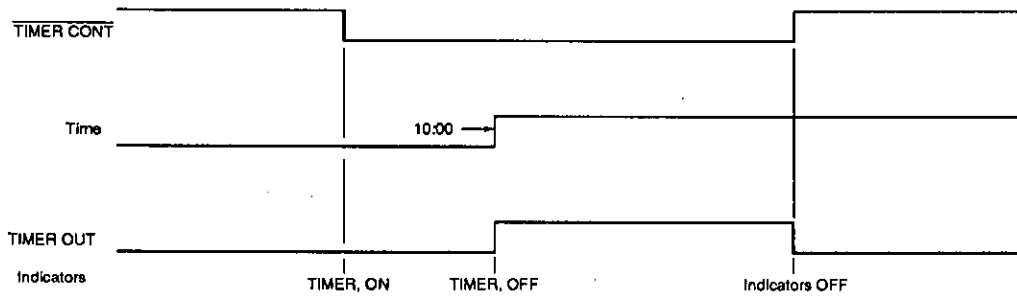 TIMER CONT
Time
10:00
TIMER OUT
Indicators
TIMER, ON
TIMER, OFF
Indicators OFF